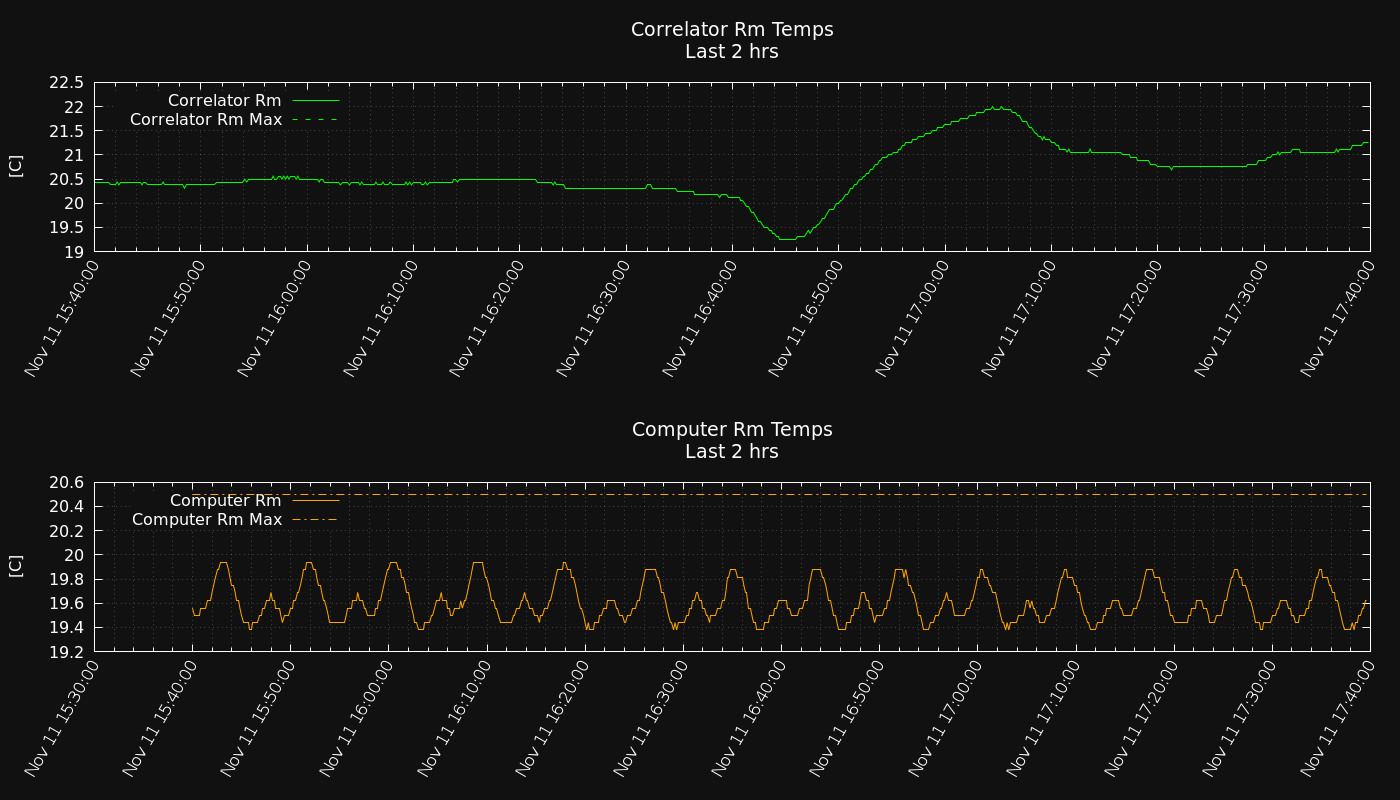 Correlator Rm Temps
Last 2 hrs
22.5
22
21.5
21
20.5
20
19.5
19
[C]
Correlator Rm
Correlator Rm Max
Nov 11 15:40:00
Nov 11 15:50:00
Nov 11 16:00:00
Nov 11 16:10:00
Nov 11 16:20:00
Nov 11 16:30:00
Nov 11 16:40:00
Nov 11 16:50:00
Nov 11 17:00:00
Nov 11 17:10:00
Nov 11 17:20:00
Nov 11 17:30:00
Nov 11 17:40:00
Computer Rm Temps
Last 2 hrs
20.6
20.4
20.2
20
19.8
19.6
19.4
19.2
[C]
Computer Rm
Computer Rm Max
Nov 11 15:30:00
Nov 11 15:40:00
Nov 11 15:50:00
Nov 11 16:00:00
Nov 11 16:10:00
Nov 11 16:20:00
Nov 11 16:30:00
Nov 11 16:40:00
Nov 11 16:50:00
Nov 11 17:00:00
Nov 11 17:10:00
Nov 11 17:20:00
Nov 11 17:30:00
Nov 11 17:40:00